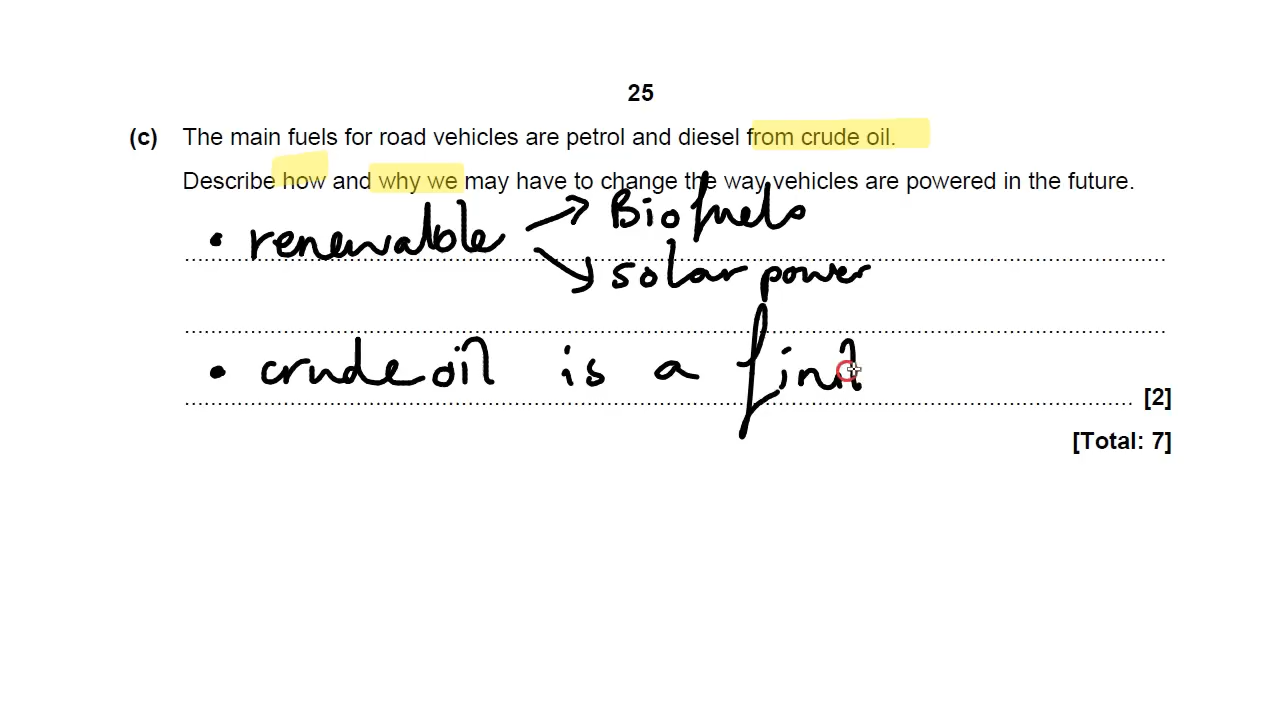 25
(c) The main fuels for road vehicles are petrol and diesel from crude oil.
Describe how and why we may have to change the way vehicles are powered in the future.
• renewable → Biofuels
→ solar power
• crude oil is a finit
[2]
[Total: 7]